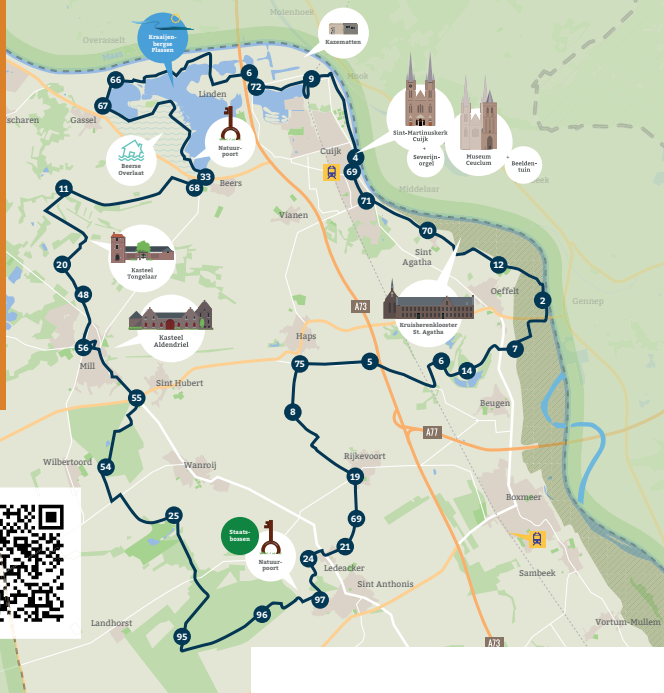 Molenhoek
Overasselt
Kraaijen-
bergse
Plassen
Kazematten
Maas
66
6
72
9
Mook
67
Linden
scharen
Gassel
Sint-Martinuskerk
Cuijk
+
Severijn-
orgel
Museum
Ceuclum
+
Beelden-
tuin
Beerse
Overlaat
Natuur-
poort
Cuijk
4
69
33
68
Beers
11
Middelaar
eek
71
Vianen
70
Sint
Agatha
20
Kasteel
Tongelaar
12
48
Oeffelt
2
Gennep
A73
Kruisherenklooster
St. Agatha
Kasteel
Aldendriel
56
Haps
7
Mill
75
5
6
14
Sint Hubert
55
8
Beugen
A77
Wilbertoord
54
Wanroij
Rijkevoort
19
Boxmeer
25
69
Staats-
bossen
Natuur-
poort
21
24
Ledeacker
Sambeek
Sint Anthonis
97
96
Landhorst
95
Vortum-Mullem
A73